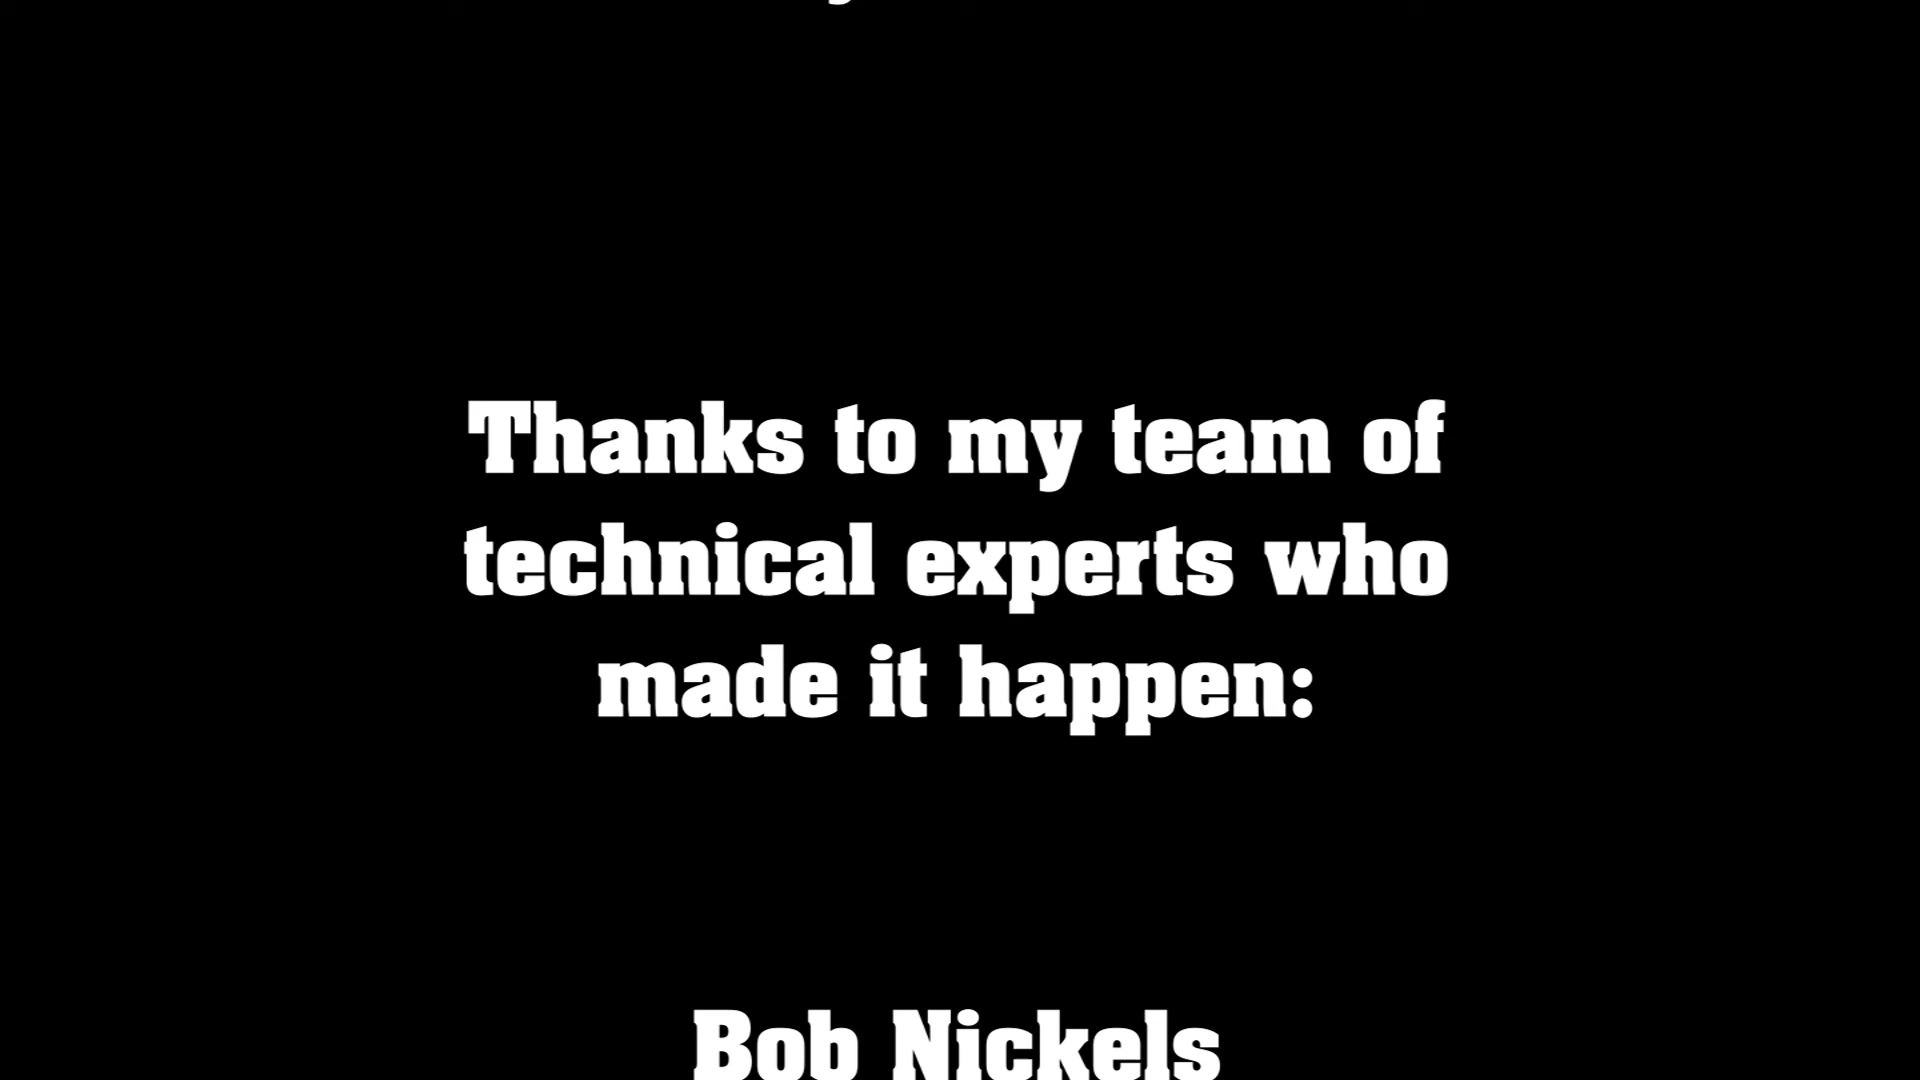 Thanks to my team of
technical experts who
made it happen:
Bob Nickels